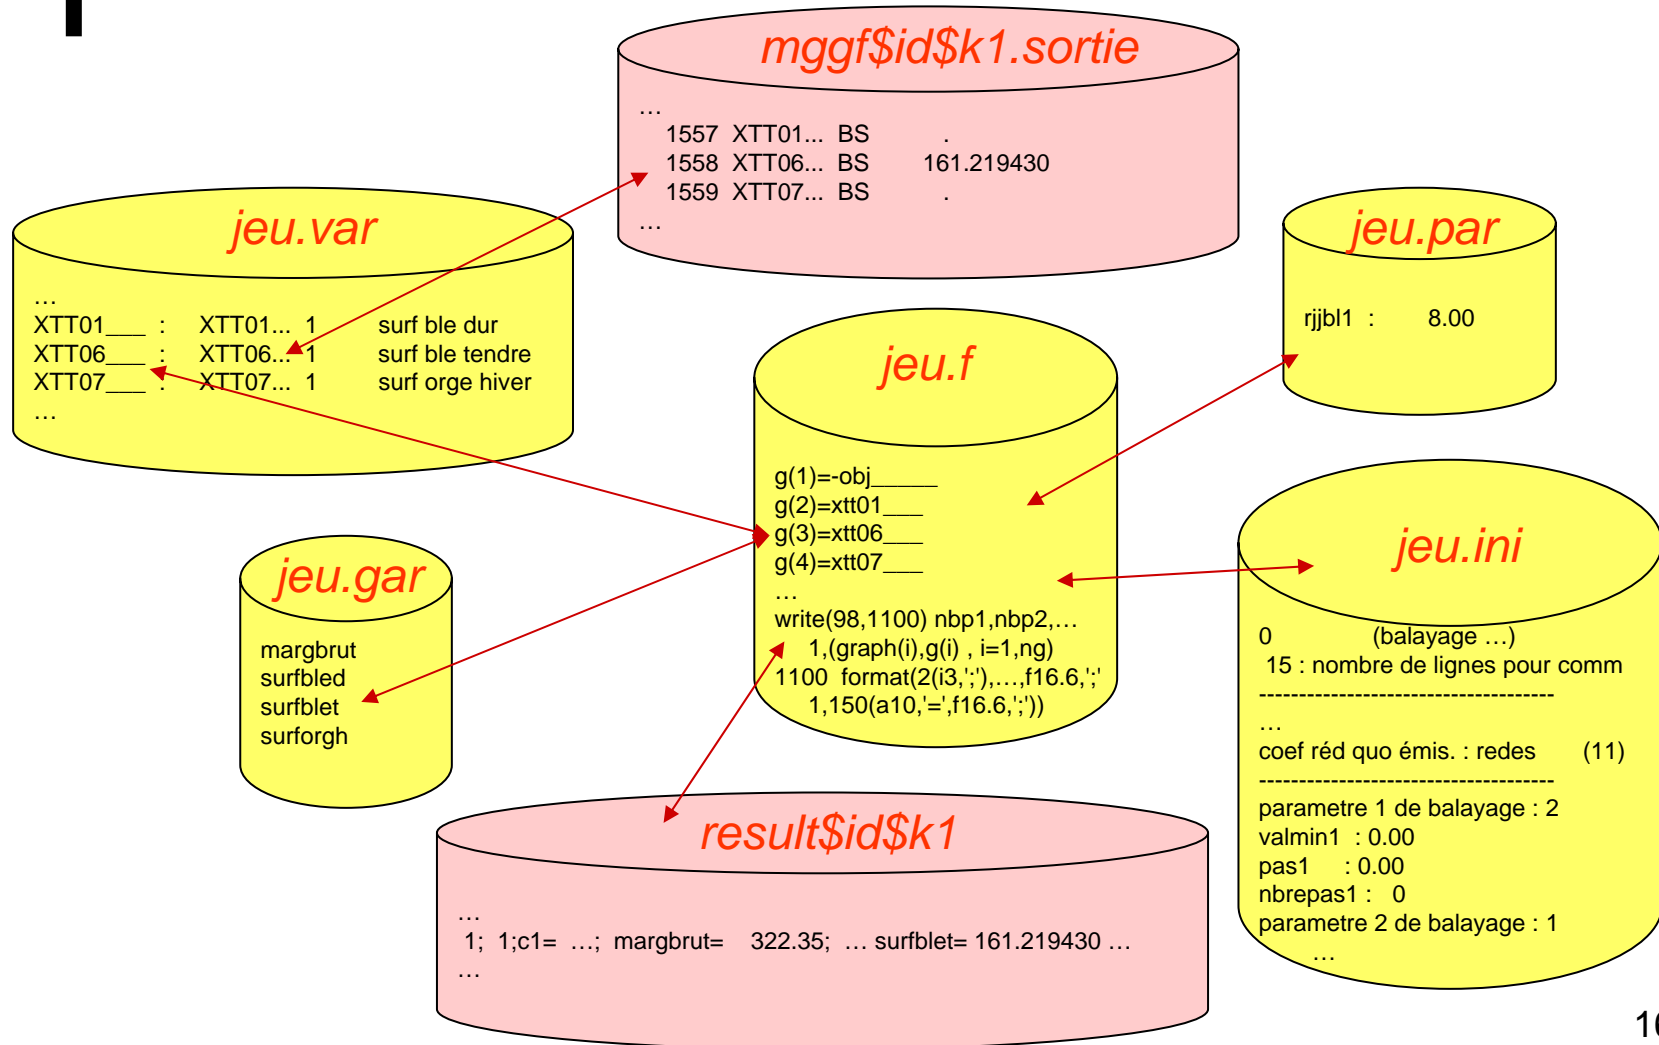 mggf$id$k1.sortie
…
1557 XTT01... BS .
1558 XTT06... BS 161.219430
1559 XTT07... BS .
…
jeu.var
…
XTT01___ : XTT01... 1 surf ble dur
XTT06___ : XTT06... 1 surf ble tendre
XTT07___ : XTT07... 1 surf orge hiver
…
jeu.par
rjjbl1 : 8.00
jeu.f
g(1)=-obj_____
g(2)=xtt01___
g(3)=xtt06___
g(4)=xtt07___
…
write(98,1100) nbp1,nbp2,…
1,(graph(i),g(i) , i=1,ng)
1100 format(2(i3,';'),…,f16.6,';'
1,150(a10,'=',f16.6,';'))
jeu.gar
margbrut
surfbled
surfblet
surforgh
jeu.ini
0 (balayage …)
15 : nombre de lignes pour comm
------------------------------------
…
coef réd quo émis. : redes (11)
------------------------------------
parametre 1 de balayage : 2
valmin1 : 0.00
pas1 : 0.00
nbrepas1 : 0
parametre 2 de balayage : 1
…
result$id$k1
…
1; 1;c1= …; margbrut= 322.35; … surfblet= 161.219430 …
…